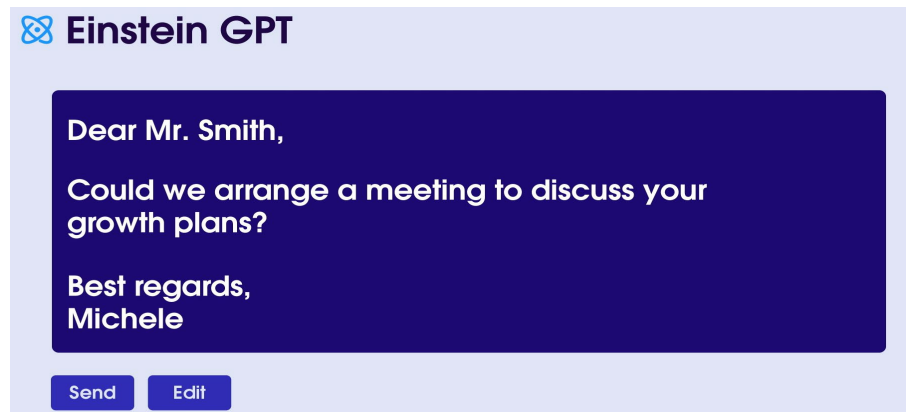 Einstein GPT
Dear Mr. Smith,
Could we arrange a meeting to discuss your
growth plans?
Best regards,
Michele
Send Edit